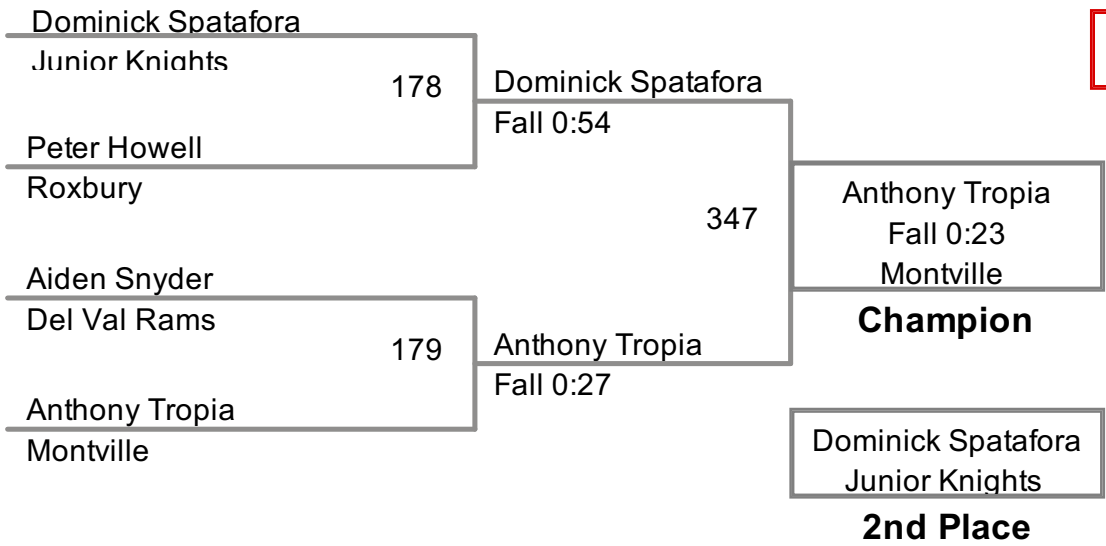 Dominick Spatafora
Junior Knights
178
Peter Howell
Roxbury
Dominick Spatafora
Fall 0:54
347
Aiden Snyder
Del Val Rams
179
Anthony Tropia
Montville
Anthony Tropia
Fall 0:27
Anthony Tropia
Fall 0:23
Montville
Champion
Dominick Spatafora
Junior Knights
2nd Place